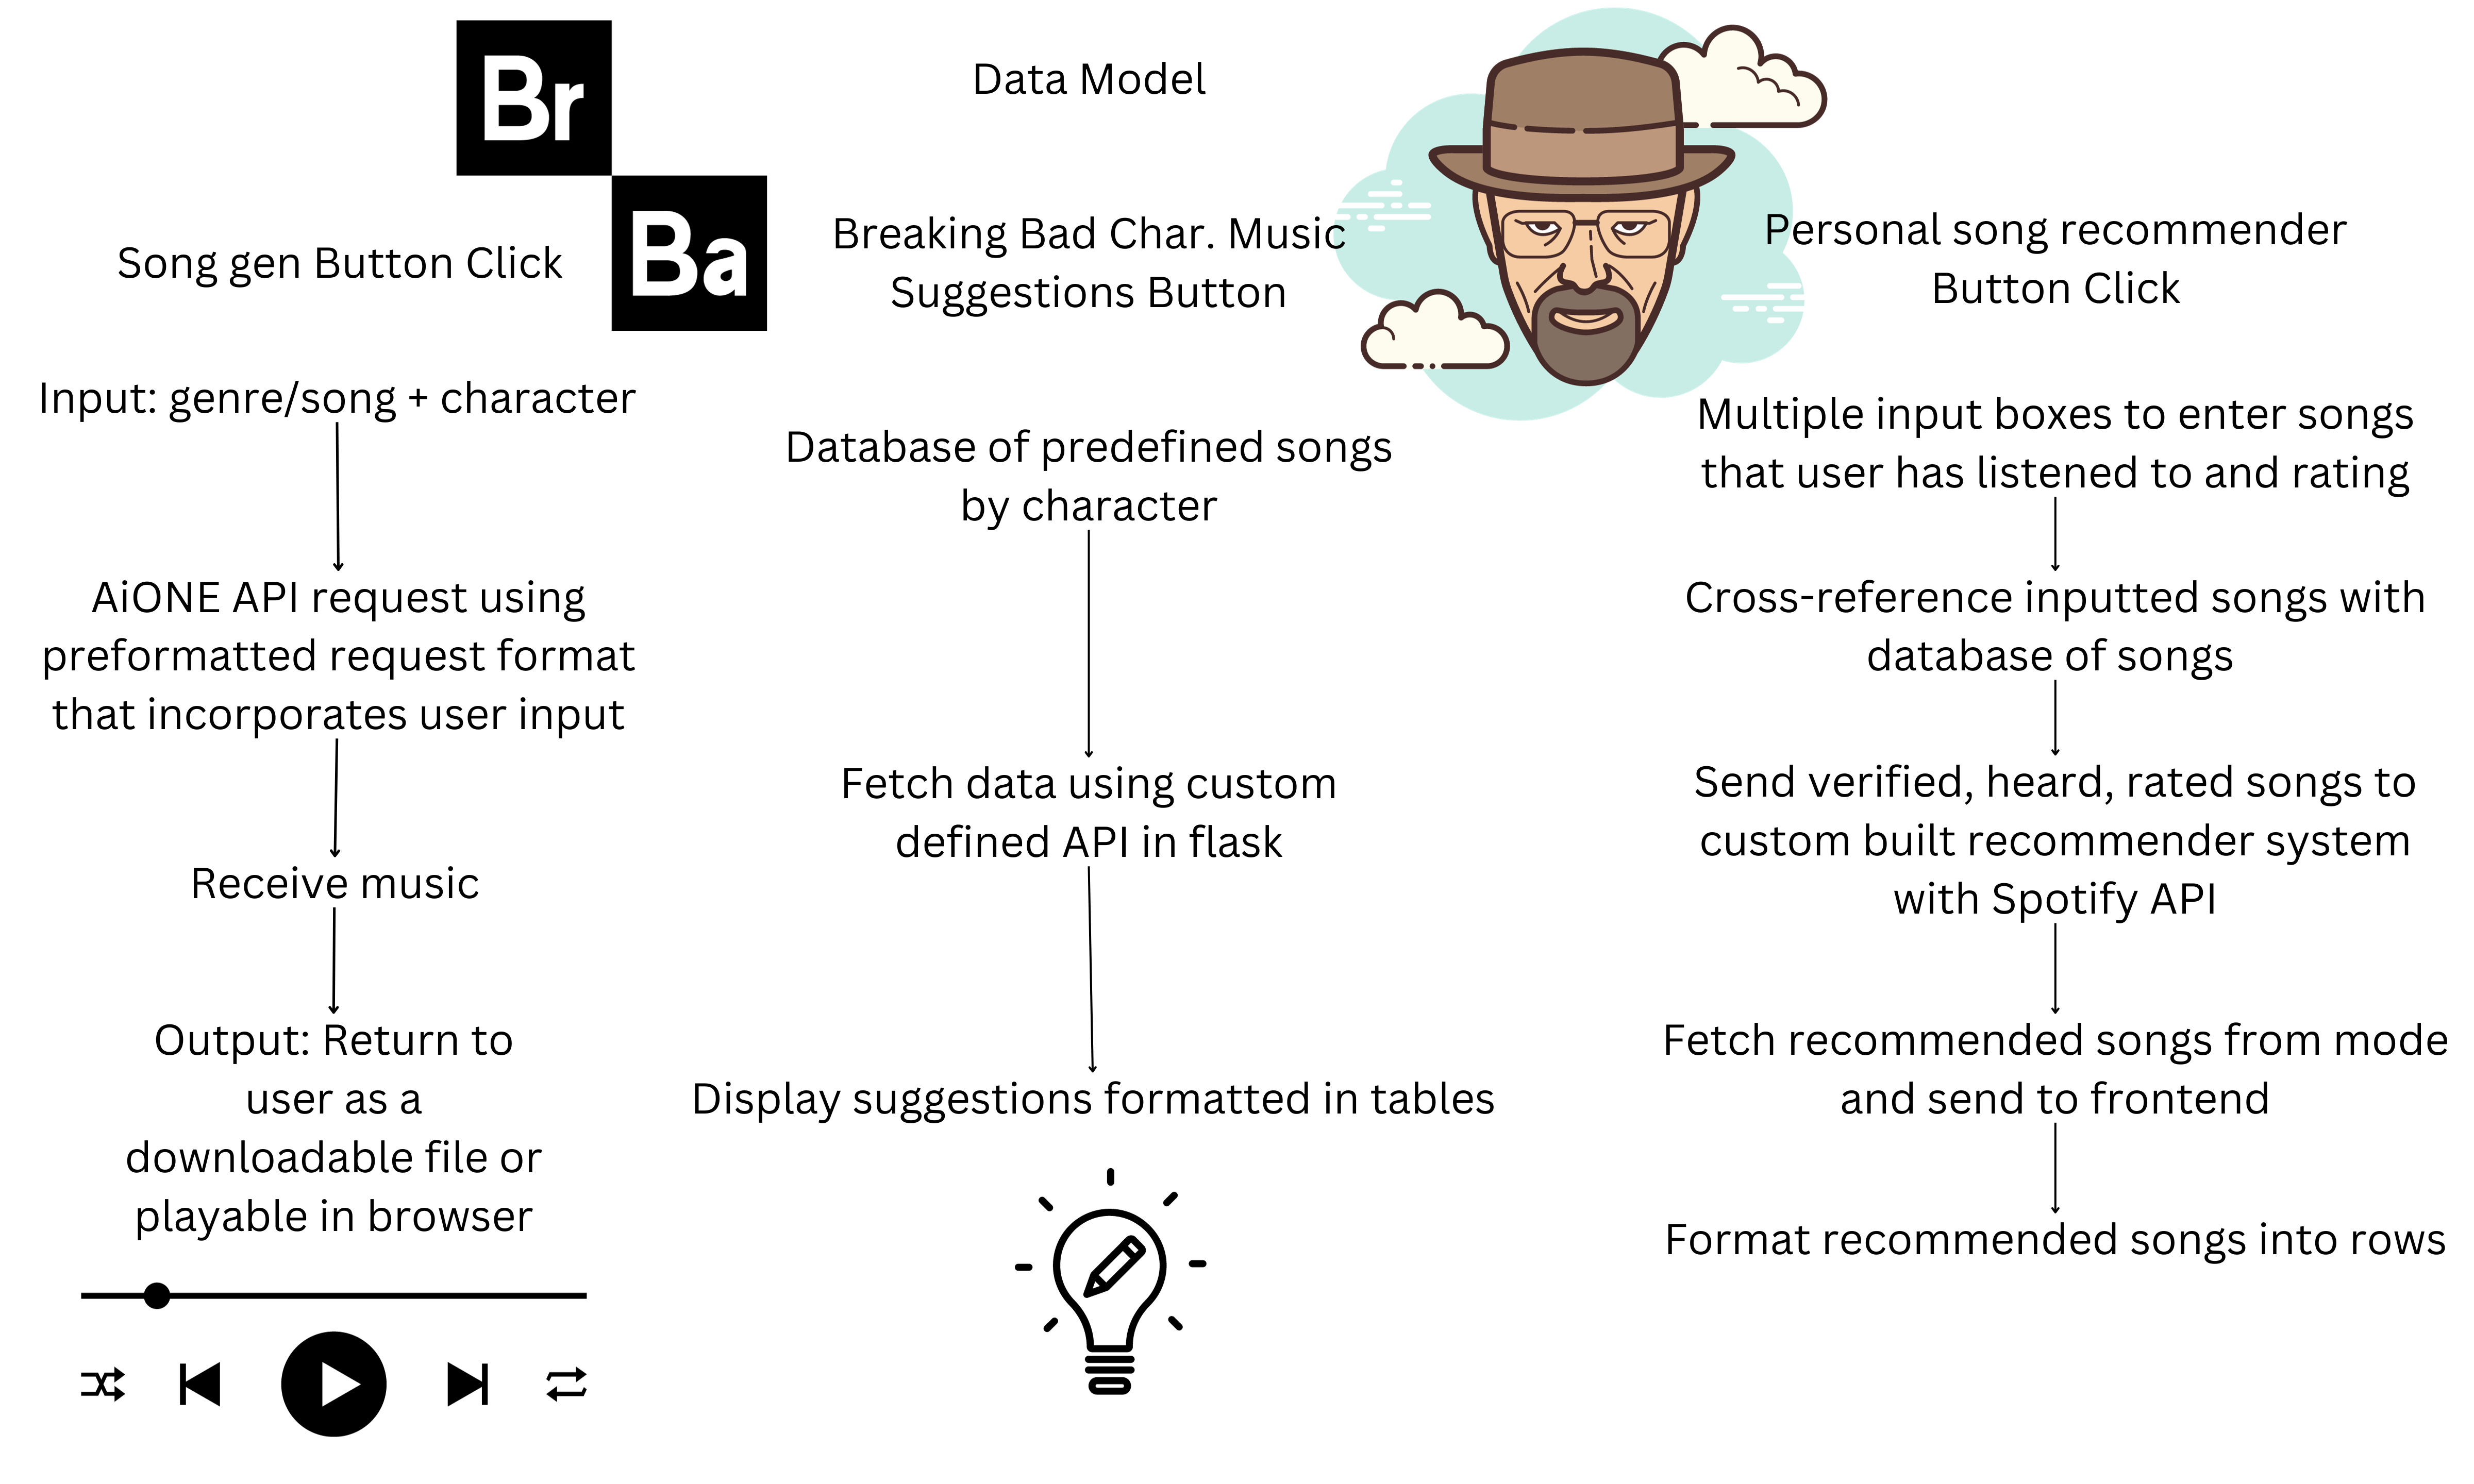 Br
Ba
Data Model
Song gen Button Click
Input: genre/song + character
AiONE API request using
preformatted request format
that incorporates user input
Receive music
Output: Return to
user as a
downloadable file or
playable in browser
Breaking Bad Char. Music
Suggestions Button
Database of predefined songs
by character
Fetch data using custom
defined API in flask
Display suggestions formatted in tables
Personal song recommender
Button Click
Multiple input boxes to enter songs
that user has listened to and rating
Cross-reference inputted songs with
database of songs
Send verified, heard, rated songs to
custom built recommender system
with Spotify API
Fetch recommended songs from mode
and send to frontend
Format recommended songs into rows